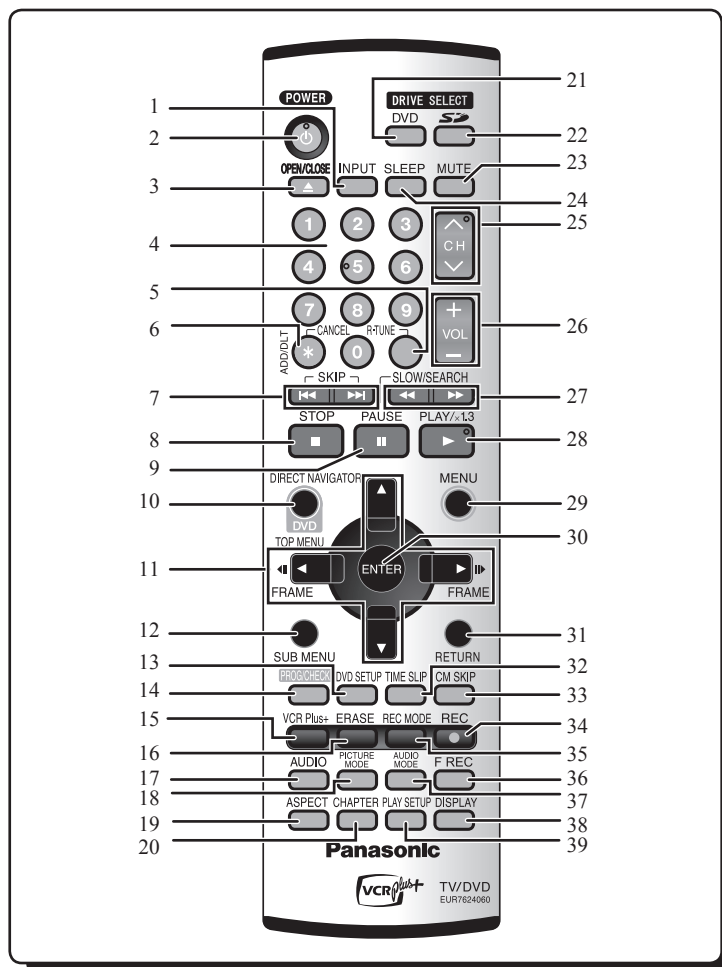 POWER
DRIVE SELECT
DVD SD
OPEN/CLOSE INPUT SLEEP MUTE
1 2 3
CH
4 5 6
7 8 9
+
VOL
−
ADD/DLT
CANCEL R•TUNE
* 0
SKIP SLOW/SEARCH
STOP PAUSE PLAY/×1.3
DIRECT NAVIGATOR
MENU
DVD
TOP MENU
ENTER
FRAME FRAME
SUB MENU RETURN
PROG/CHECK DVD SETUP TIME SLIP CM SKIP
VCR Plus+ ERASE REC MODE REC
AUDIO PICTURE MODE AUDIO MODE F REC
ASPECT CHAPTER PLAY SETUP DISPLAY
Panasonic
VCR Plus+
TV/DVD
EUR7624060
1
2
3
4
5
6
7
8
9
10
11
12
13
14
15
16
17
18
19
20
21
22
23
24
25
26
27
28
29
30
31
32
33
34
35
36
37
38
39